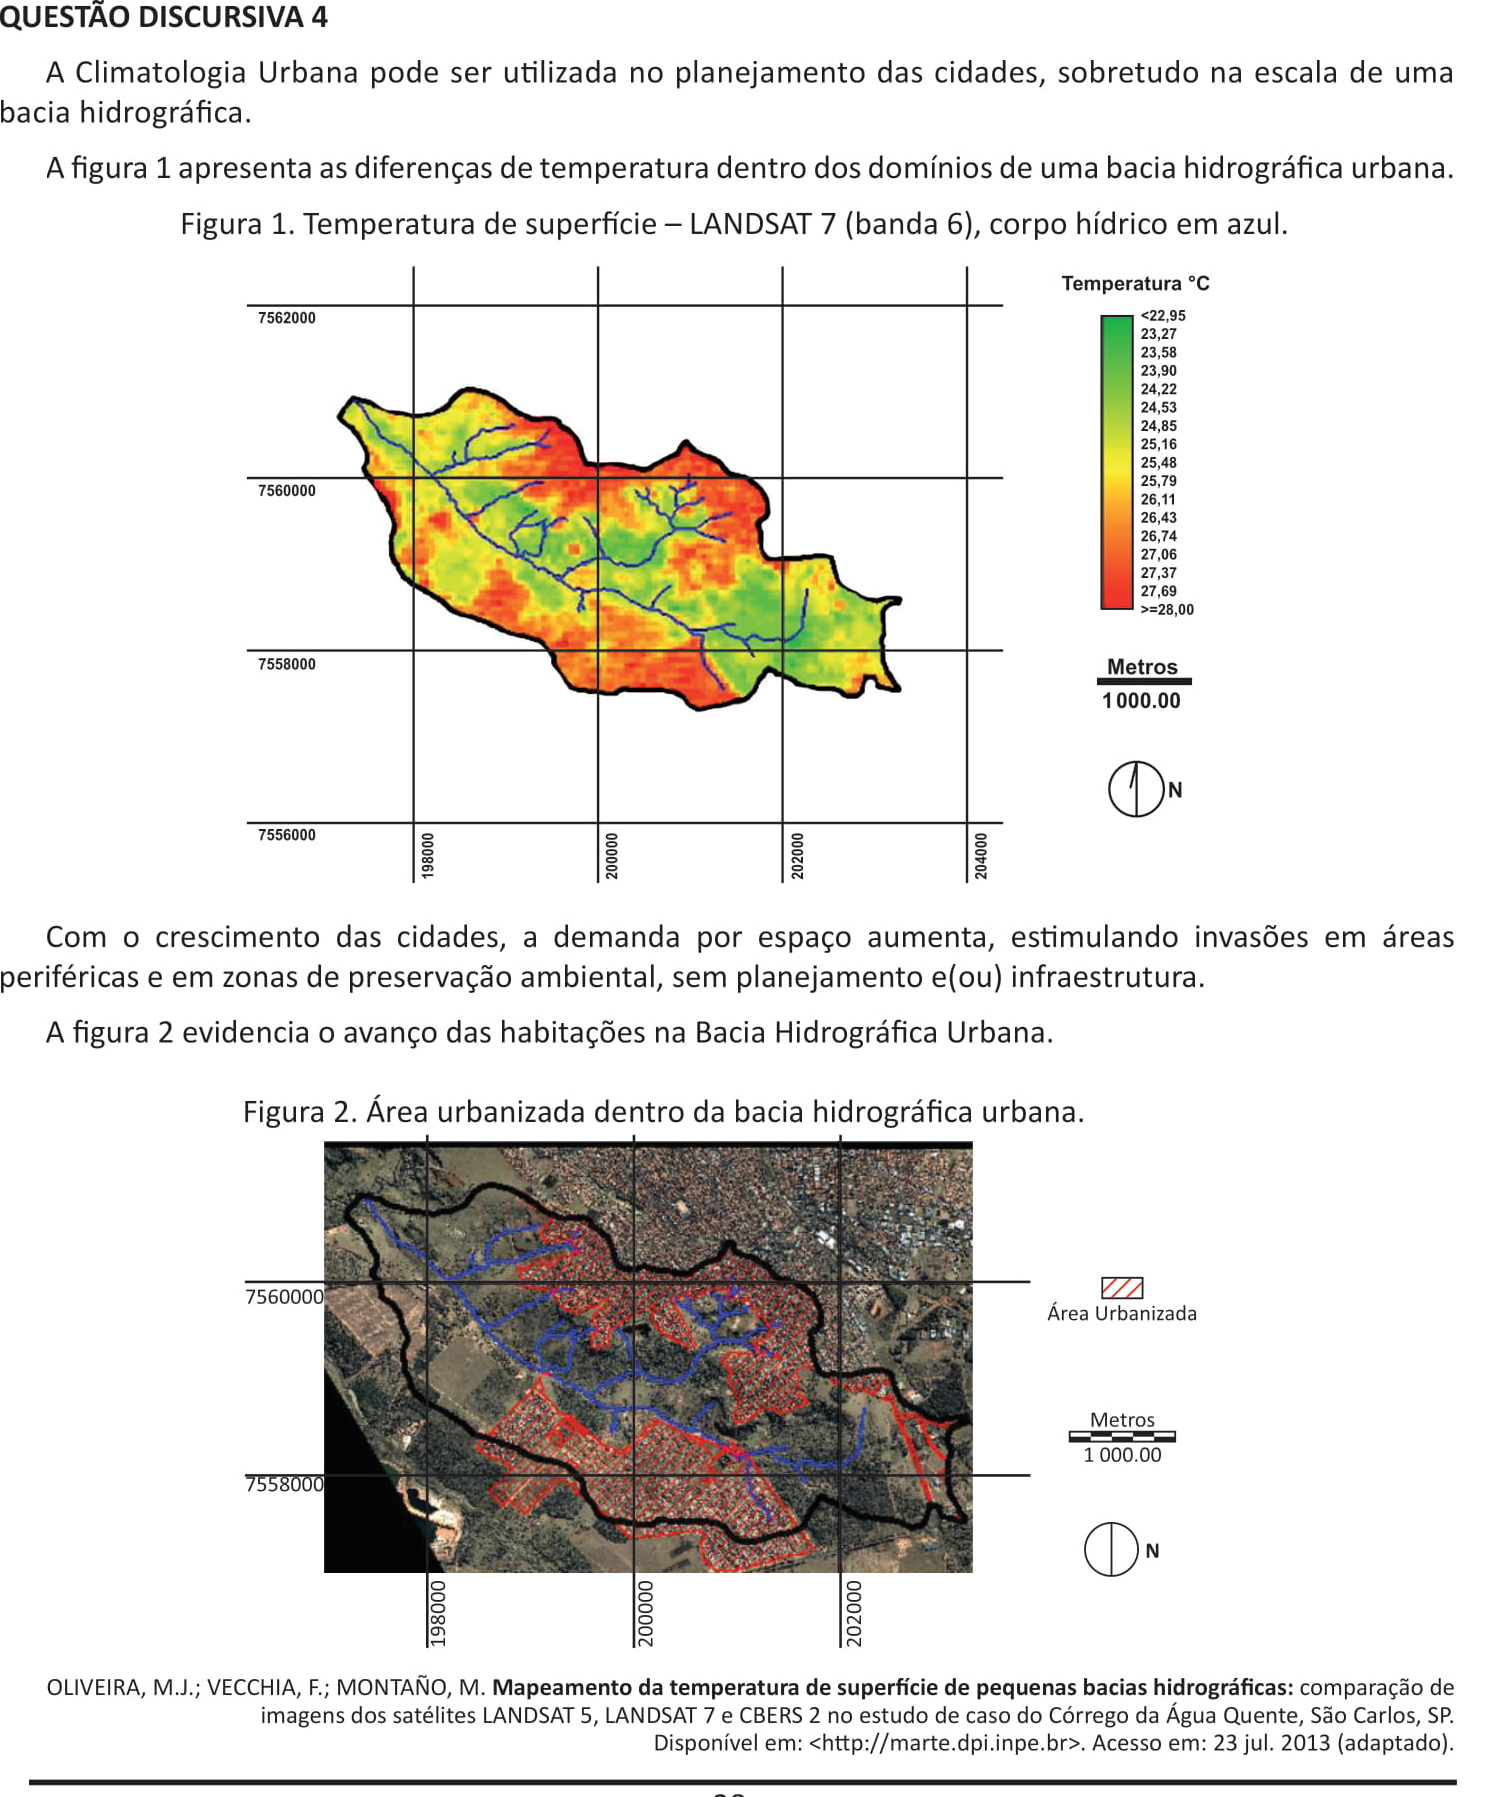 QUESTÃO DISCURSIVA 4
A Climatologia Urbana pode ser utilizada no planejamento das cidades, sobretudo na escala de uma
bacia hidrográfica.
A figura 1 apresenta as diferenças de temperatura dentro dos domínios de uma bacia hidrográfica urbana.
Figura 1. Temperatura de superfície – LANDSAT 7 (banda 6), corpo hídrico em azul.
Temperatura °C
<22,95
23,27
23,58
23,90
24,22
24,53
24,85
25,16
25,48
25,79
26,11
26,43
26,74
27,06
27,37
27,69
>=28,00
7562000
7560000
7558000
7556000
198000
200000
202000
204000
Metros
1000.00
N
Com o crescimento das cidades, a demanda por espaço aumenta, estimulando invasões em áreas
periféricas e em zonas de preservação ambiental, sem planejamento e(ou) infraestrutura.
A figura 2 evidencia o avanço das habitações na Bacia Hidrográfica Urbana.
Figura 2. Área urbanizada dentro da bacia hidrográfica urbana.
7560000
7558000
198000
200000
202000
Área Urbanizada
Metros
1 000.00
N
OLIVEIRA, M.J.; VECCHIA, F.; MONTAÑO, M. Mapeamento da temperatura de superfície de pequenas bacias hidrográficas: comparação de
imagens dos satélites LANDSAT 5, LANDSAT 7 e CBERS 2 no estudo de caso do Córrego da Água Quente, São Carlos, SP.
Disponível em: <http://marte.dpi.inpe.br>. Acesso em: 23 jul. 2013 (adaptado).